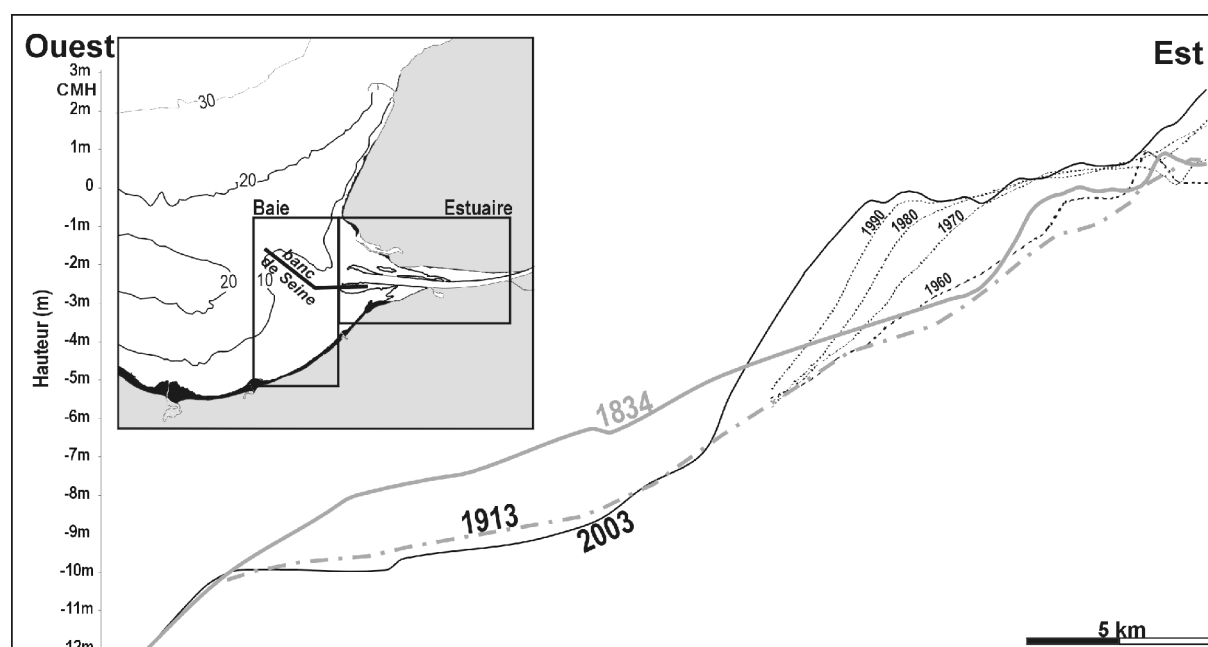 Ouest
Est
3m
CMH
2m
1m
0
-1m
-2m
-3m
-4m
-5m
-6m
-7m
-8m
-9m
-10m
-11m
-12m
Hauteur (m)
30
20
Baie
Estuaire
banc
de Seine
20
10
1990
1980
1970
1960
1834
1913
2003
5 km